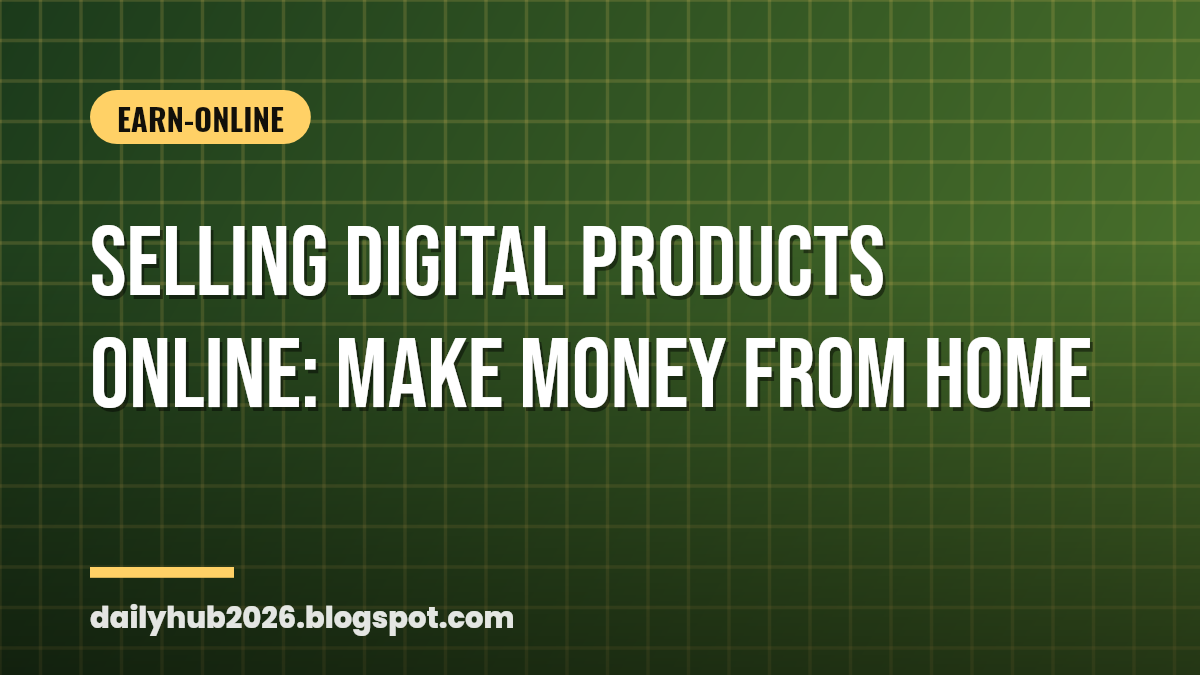 EARN-ONLINE
SELLING DIGITAL PRODUCTS
ONLINE: MAKE MONEY FROM HOME
dailyhub2026.blogspot.com